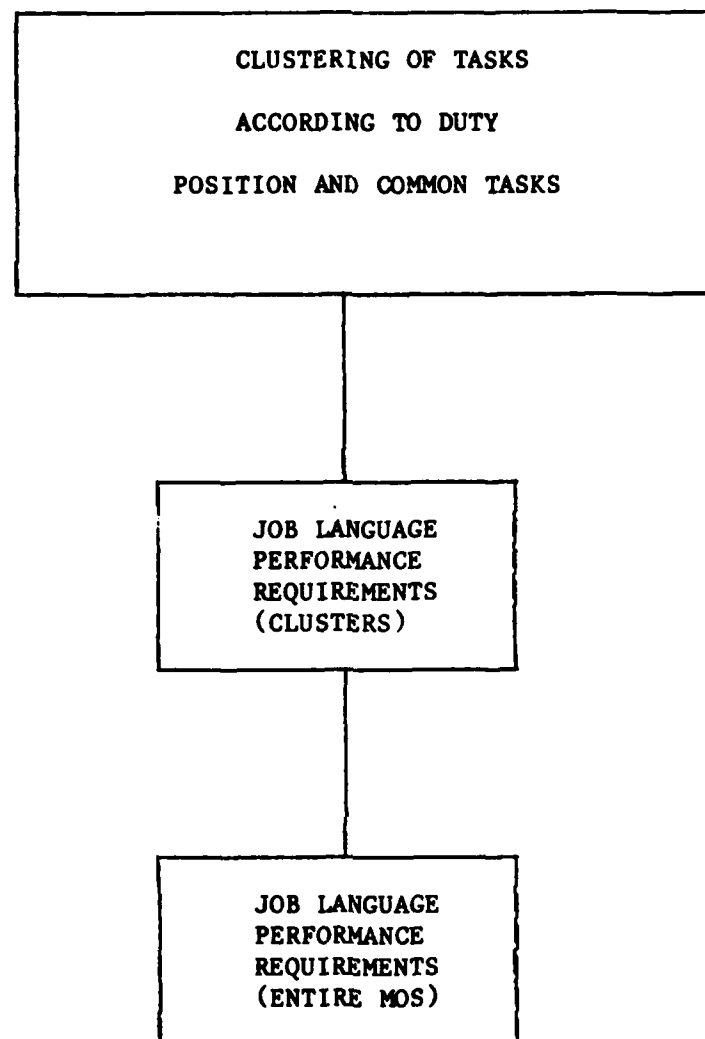 CLUSTERING OF TASKS
ACCORDING TO DUTY
POSITION AND COMMON TASKS
JOB LANGUAGE
PERFORMANCE
REQUIREMENTS
(CLUSTERS)
JOB LANGUAGE
PERFORMANCE
REQUIREMENTS
(ENTIRE MOS)